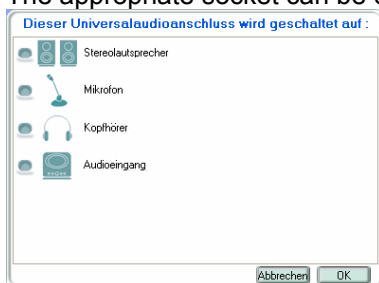 The appropriate socket can be
Dieser Universalaudioanschluss wird geschaltet auf :
Stereolautsprecher
Mikrofon
Kopfhörer
Audioeingang
Abbrechen OK